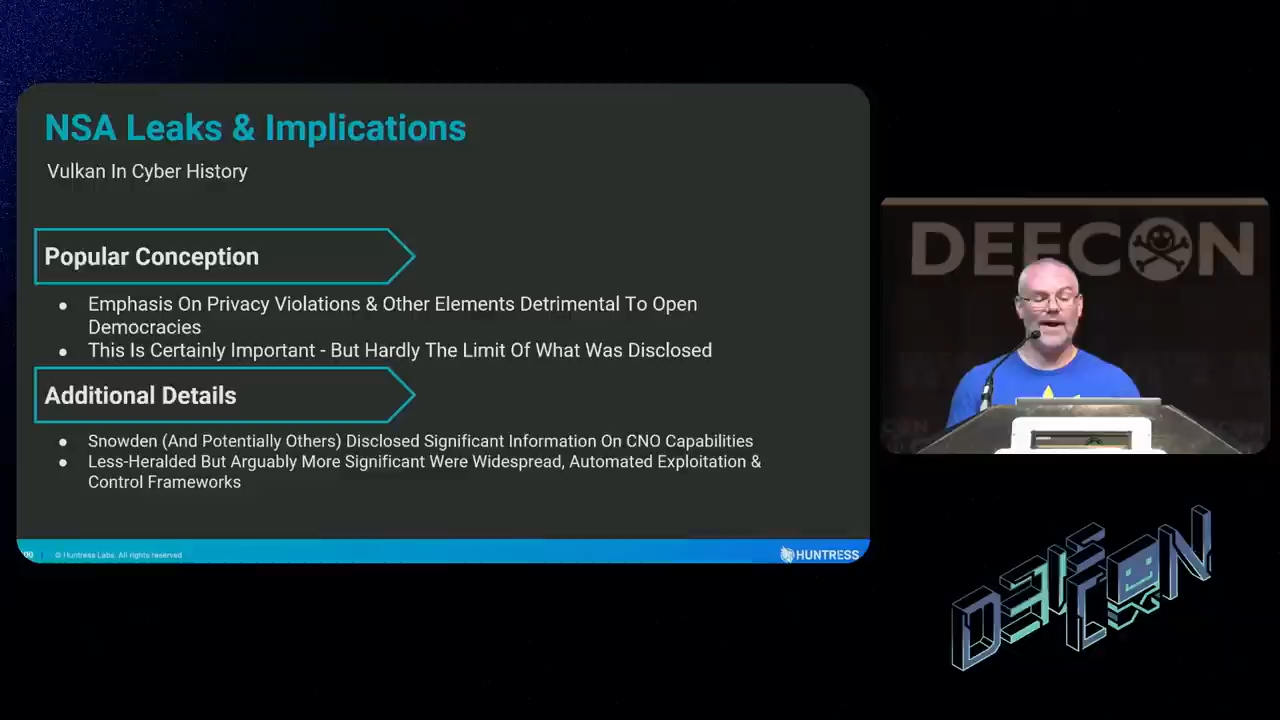 NSA Leaks & Implications
Vulkan In Cyber History
Popular Conception
● Emphasis On Privacy Violations & Other Elements Detrimental To Open
Democracies
● This Is Certainly Important - But Hardly The Limit Of What Was Disclosed
Additional Details
● Snowden (And Potentially Others) Disclosed Significant Information On CNO Capabilities
● Less-Heralded But Arguably More Significant Were Widespread, Automated Exploitation &
Control Frameworks
© Huntress Labs. All rights reserved
HUNTRESS
DEFCON
DEF
CON